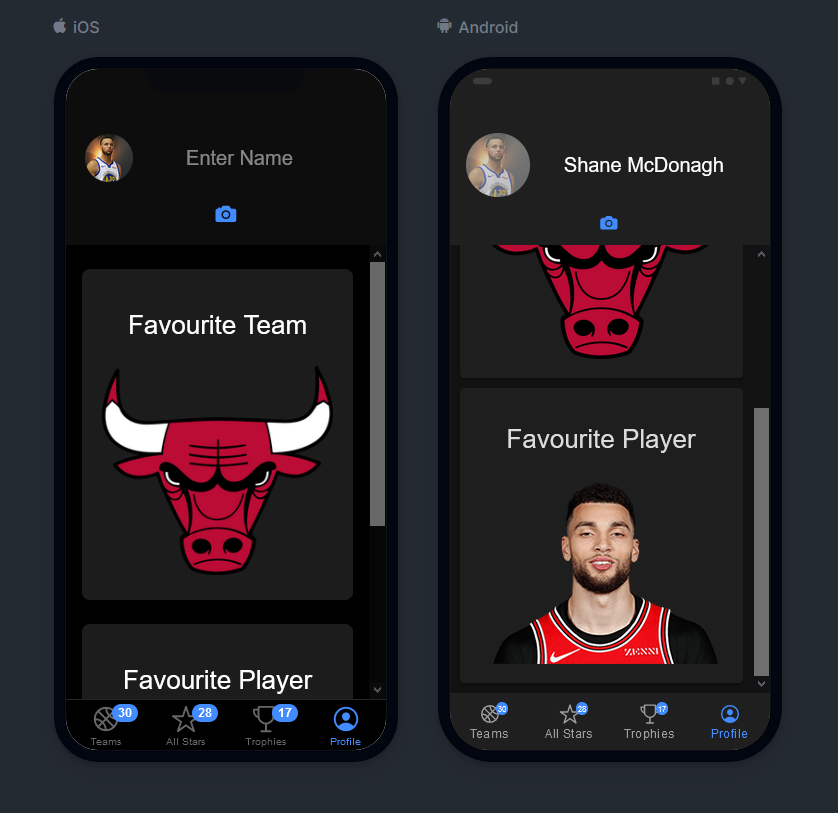 iOS
Enter Name
Favourite Team
Favourite Player
30
28
17
Teams
All Stars
Trophies
Profile
Android
Shane McDonagh
Favourite Player
ZENNI
30
28
17
Teams
All Stars
Trophies
Profile